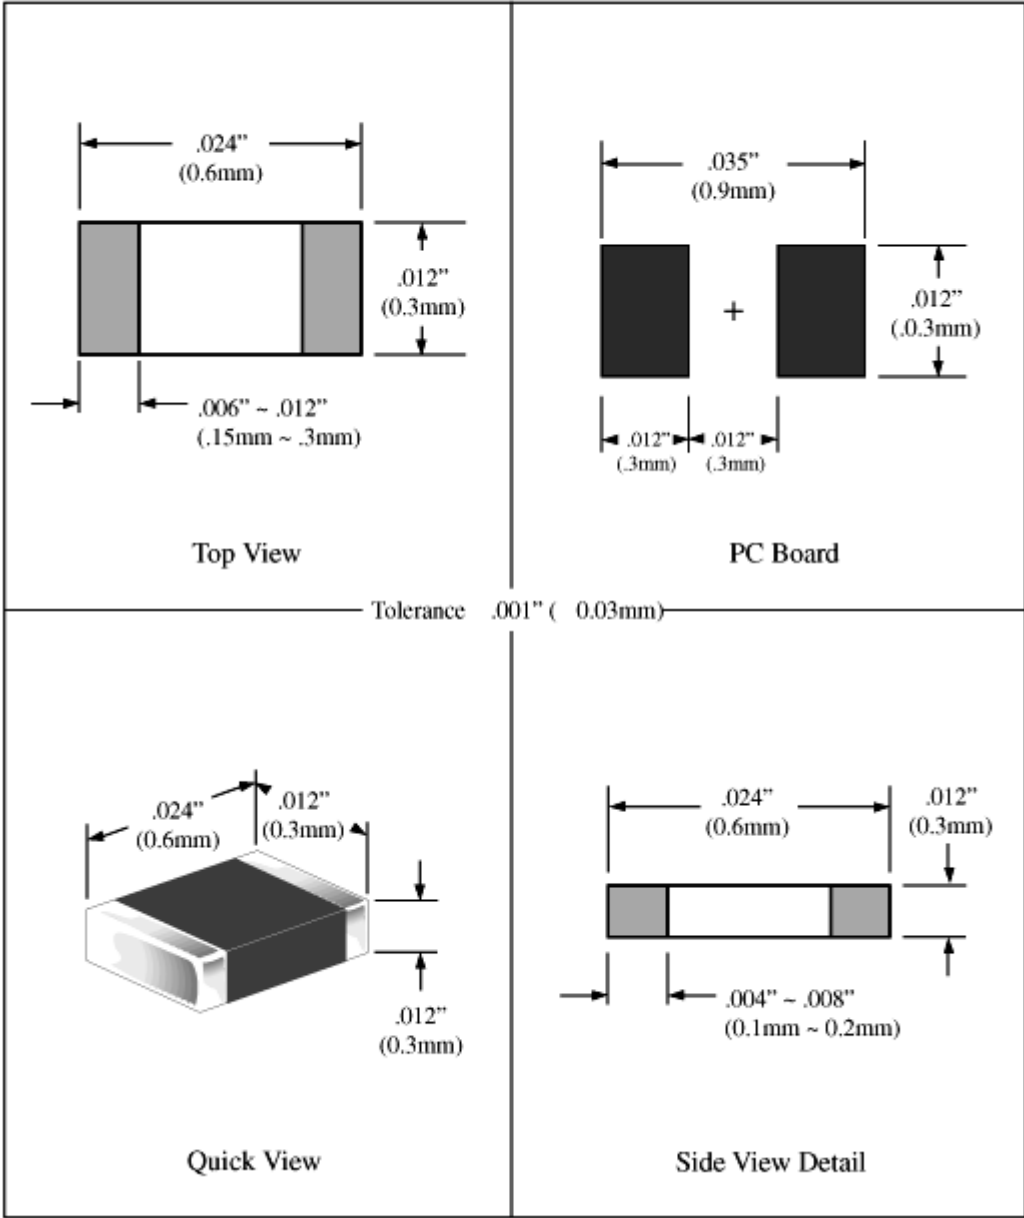 .024”
(0.6mm)
.012”
(0.3mm)
.006” ~ .012”
(.15mm ~ .3mm)
Top View
.035”
(0.9mm)
+
.012”
(.0.3mm)
.012” .012”
(.3mm) (.3mm)
PC Board
Tolerance .001” ( 0.03mm)
.024”
(0.6mm)
.012”
(0.3mm)
.012”
(0.3mm)
Quick View
.024”
(0.6mm)
.012”
(0.3mm)
.004” ~ .008”
(0.1mm ~ 0.2mm)
Side View Detail